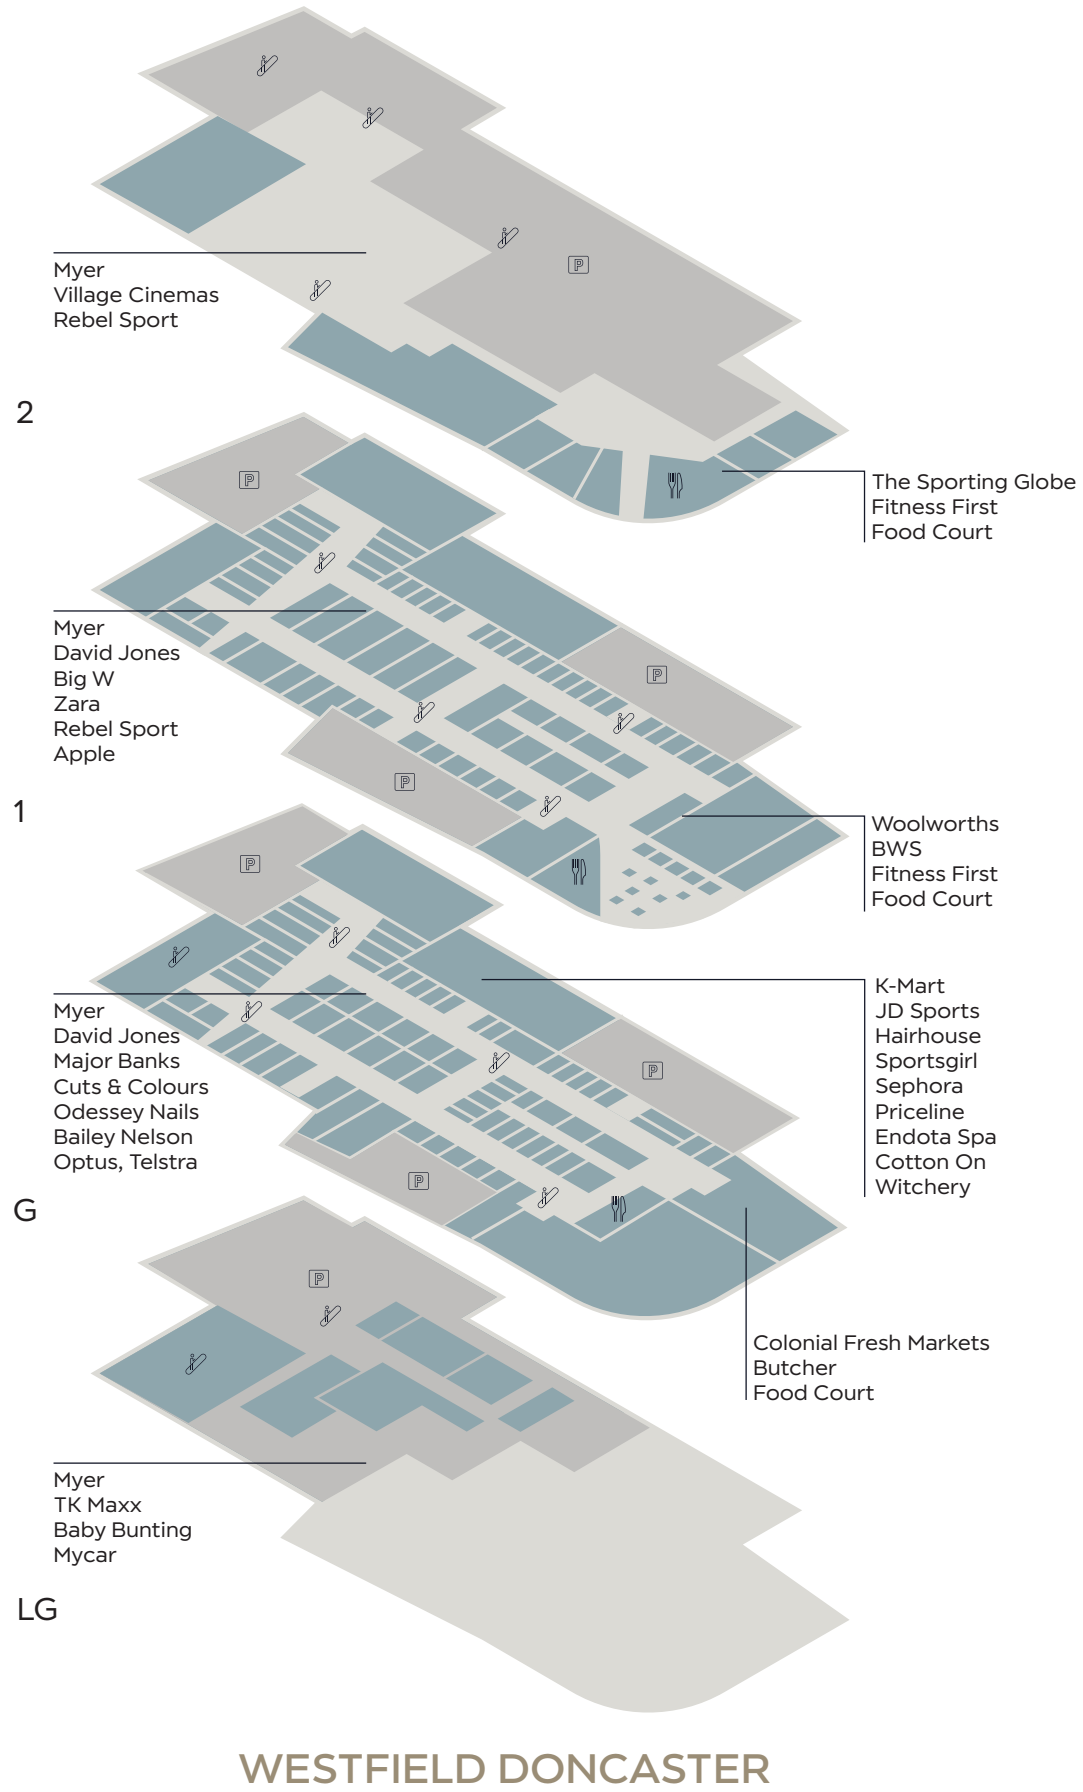 Myer
Village Cinemas
Rebel Sport
P
2
P
The Sporting Globe
Fitness First
Food Court
Myer
David Jones
Big W
Zara
Rebel Sport
Apple
P
P
1
Woolworths
BWS
Fitness First
Food Court
P
K-Mart
JD Sports
Hairhouse
Sportsgirl
Sephora
Priceline
Endota Spa
Cotton On
Witchery
Myer
David Jones
Major Banks
Cuts & Colours
Odessey Nails
Bailey Nelson
Optus, Telstra
P
P
G
P
Colonial Fresh Markets
Butcher
Food Court
Myer
TK Maxx
Baby Bunting
Mycar
LG
WESTFIELD DONCASTER